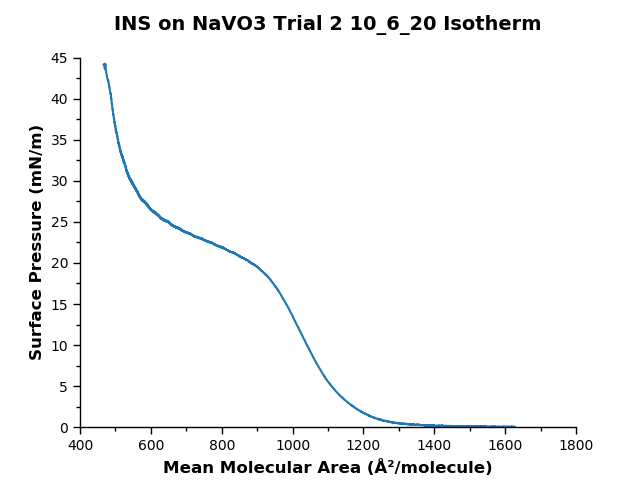 INS on NaVO3 Trial 2 10_6_20 Isotherm
45
40
35
30
25
20
15
10
5
0
Surface Pressure (mN/m)
400 600 800 1000 1200 1400 1600 1800
Mean Molecular Area (Å²/molecule)